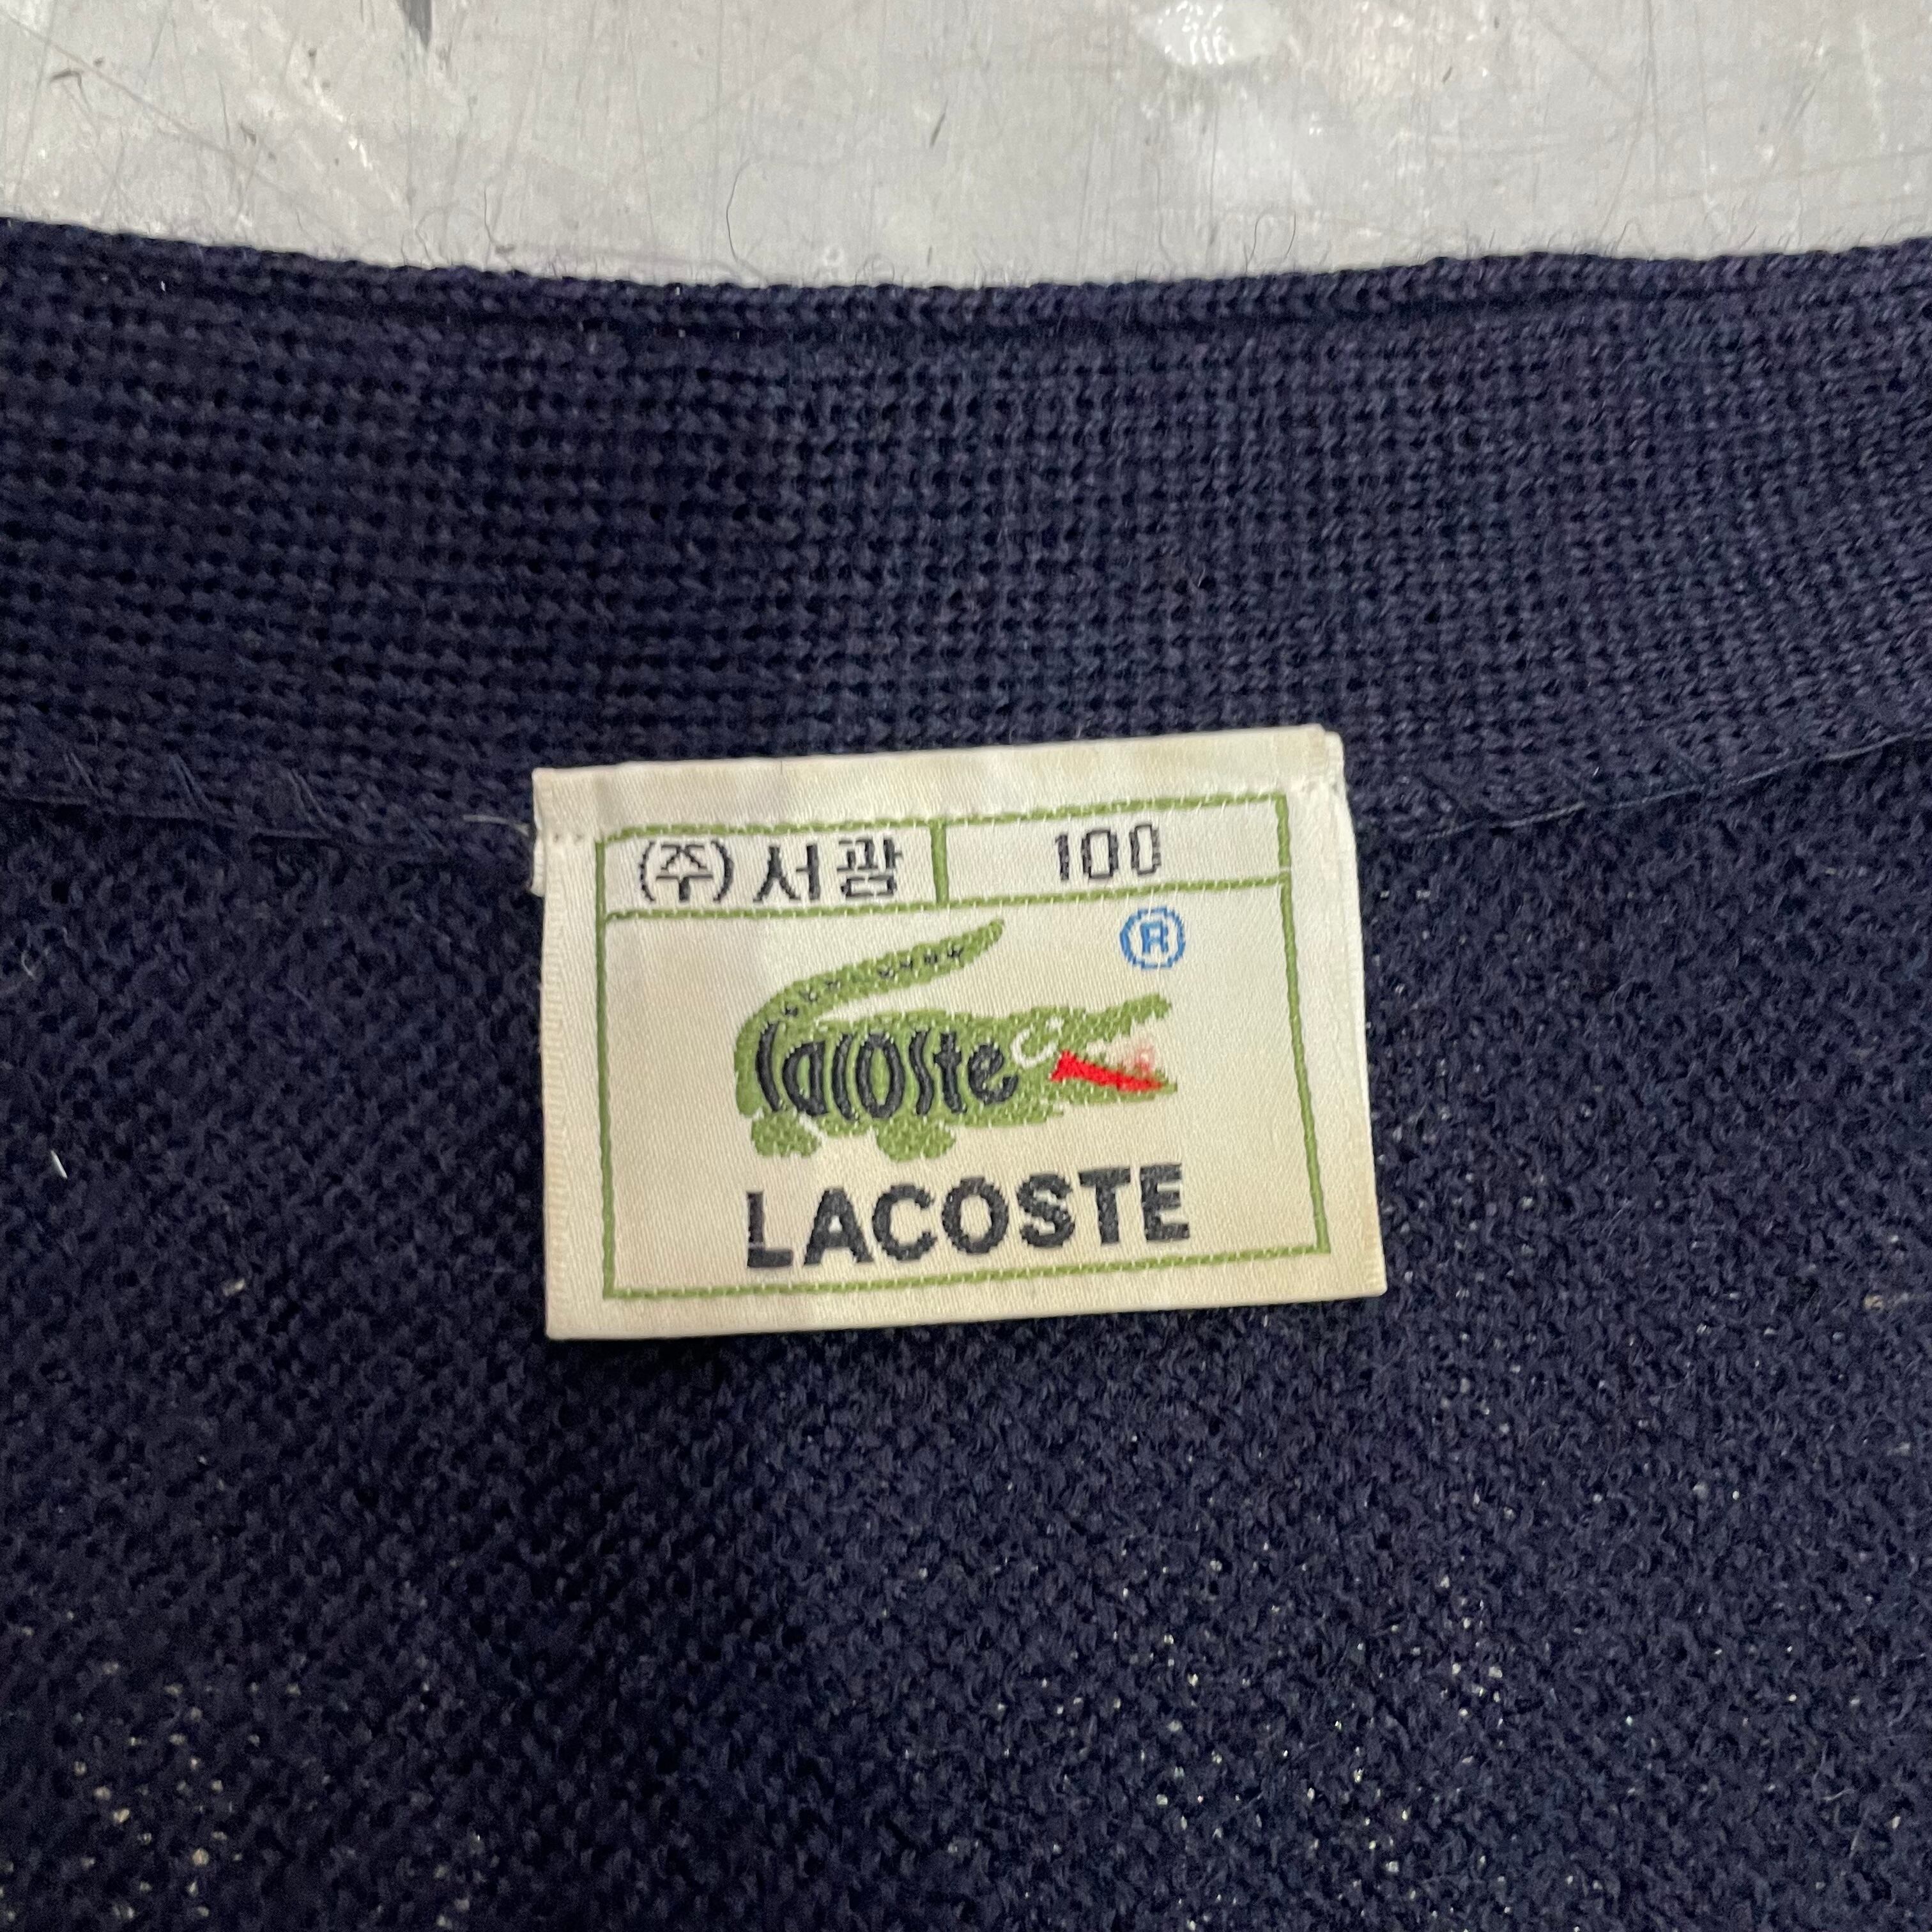 (주)서광 100
®
lacoste
LACOSTE